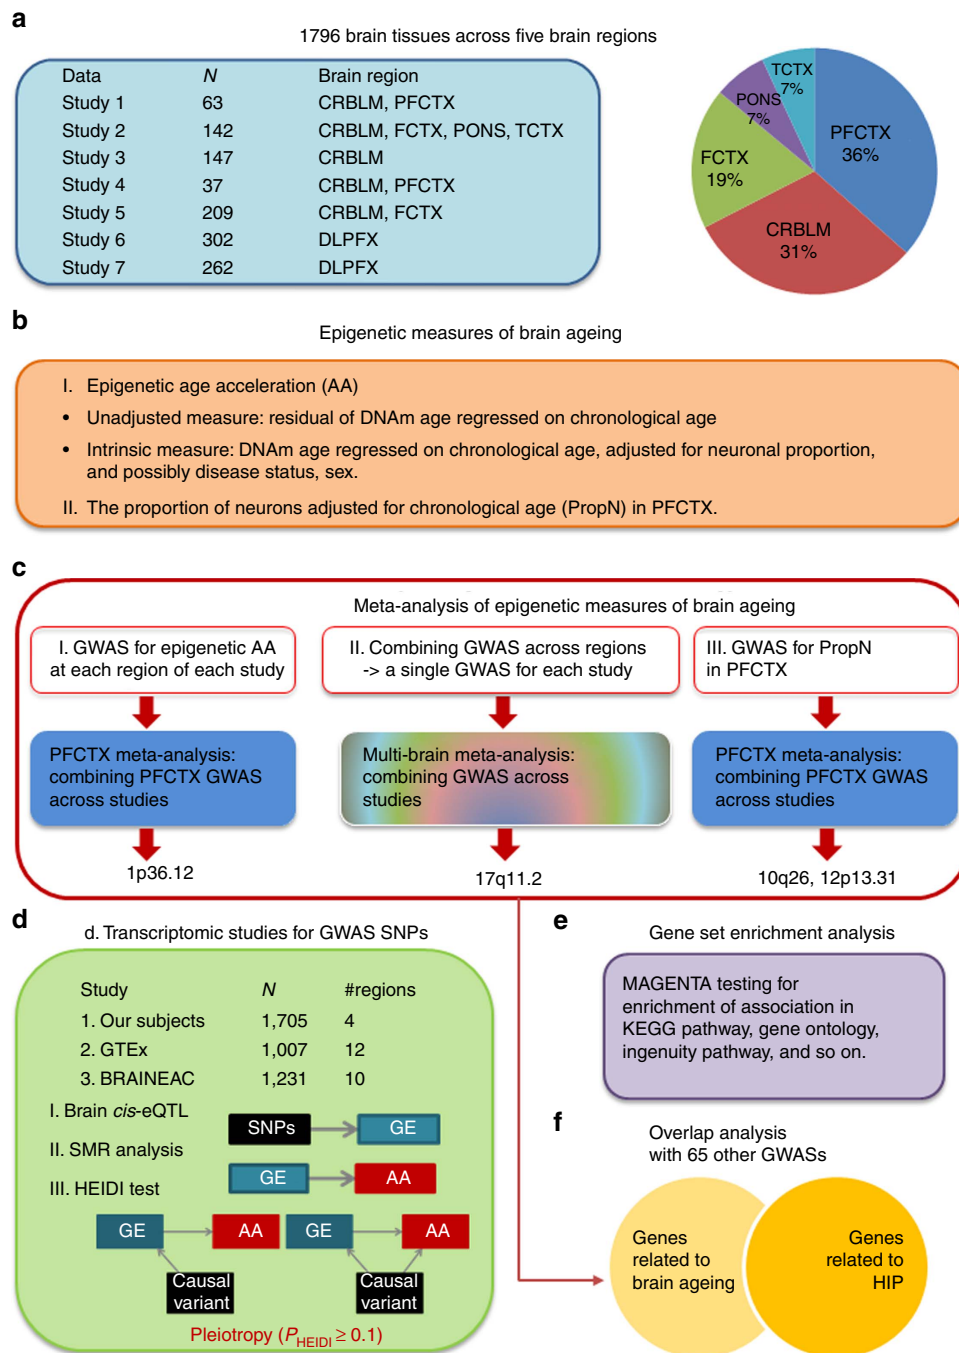 a
1796 brain tissues across five brain regions
Data N Brain region
Study 1 63 CRBLM, PFCTX
Study 2 142 CRBLM, FCTX, PONS, TCTX
Study 3 147 CRBLM
Study 4 37 CRBLM, PFCTX
Study 5 209 CRBLM, FCTX
Study 6 302 DLPFX
Study 7 262 DLPFX
TCTX
7%
PONS
7%
PFCTX
36%
FCTX
19%
CRBLM
31%
b
Epigenetic measures of brain ageing
I. Epigenetic age acceleration (AA)
• Unadjusted measure: residual of DNAm age regressed on chronological age
• Intrinsic measure: DNAm age regressed on chronological age, adjusted for neuronal proportion,
and possibly disease status, sex.
II. The proportion of neurons adjusted for chronological age (PropN) in PFCTX.
c
Meta-analysis of epigenetic measures of brain ageing
I. GWAS for epigenetic AA
at each region of each study
II. Combining GWAS across regions
-> a single GWAS for each study
III. GWAS for PropN
in PFCTX
PFCTX meta-analysis:
combining PFCTX GWAS
across studies
Multi-brain meta-analysis:
combining GWAS across
studies
PFCTX meta-analysis:
combining PFCTX GWAS
across studies
1p36.12
17q11.2
10q26, 12p13.31
d
d. Transcriptomic studies for GWAS SNPs
Study N #regions
1. Our subjects 1,705 4
2. GTEx 1,007 12
3. BRAINEAC 1,231 10
I. Brain cis-eQTL
SNPs GE
II. SMR analysis
GE AA
III. HEIDI test
GE AA GE AA
Causal
variant
Causal
variant
Pleiotropy (PHEIDI ≥ 0.1)
e
Gene set enrichment analysis
MAGENTA testing for
enrichment of association in
KEGG pathway, gene ontology,
ingenuity pathway, and so on.
f
Overlap analysis
with 65 other GWASs
Genes
related to
brain ageing
Genes
related to
HIP